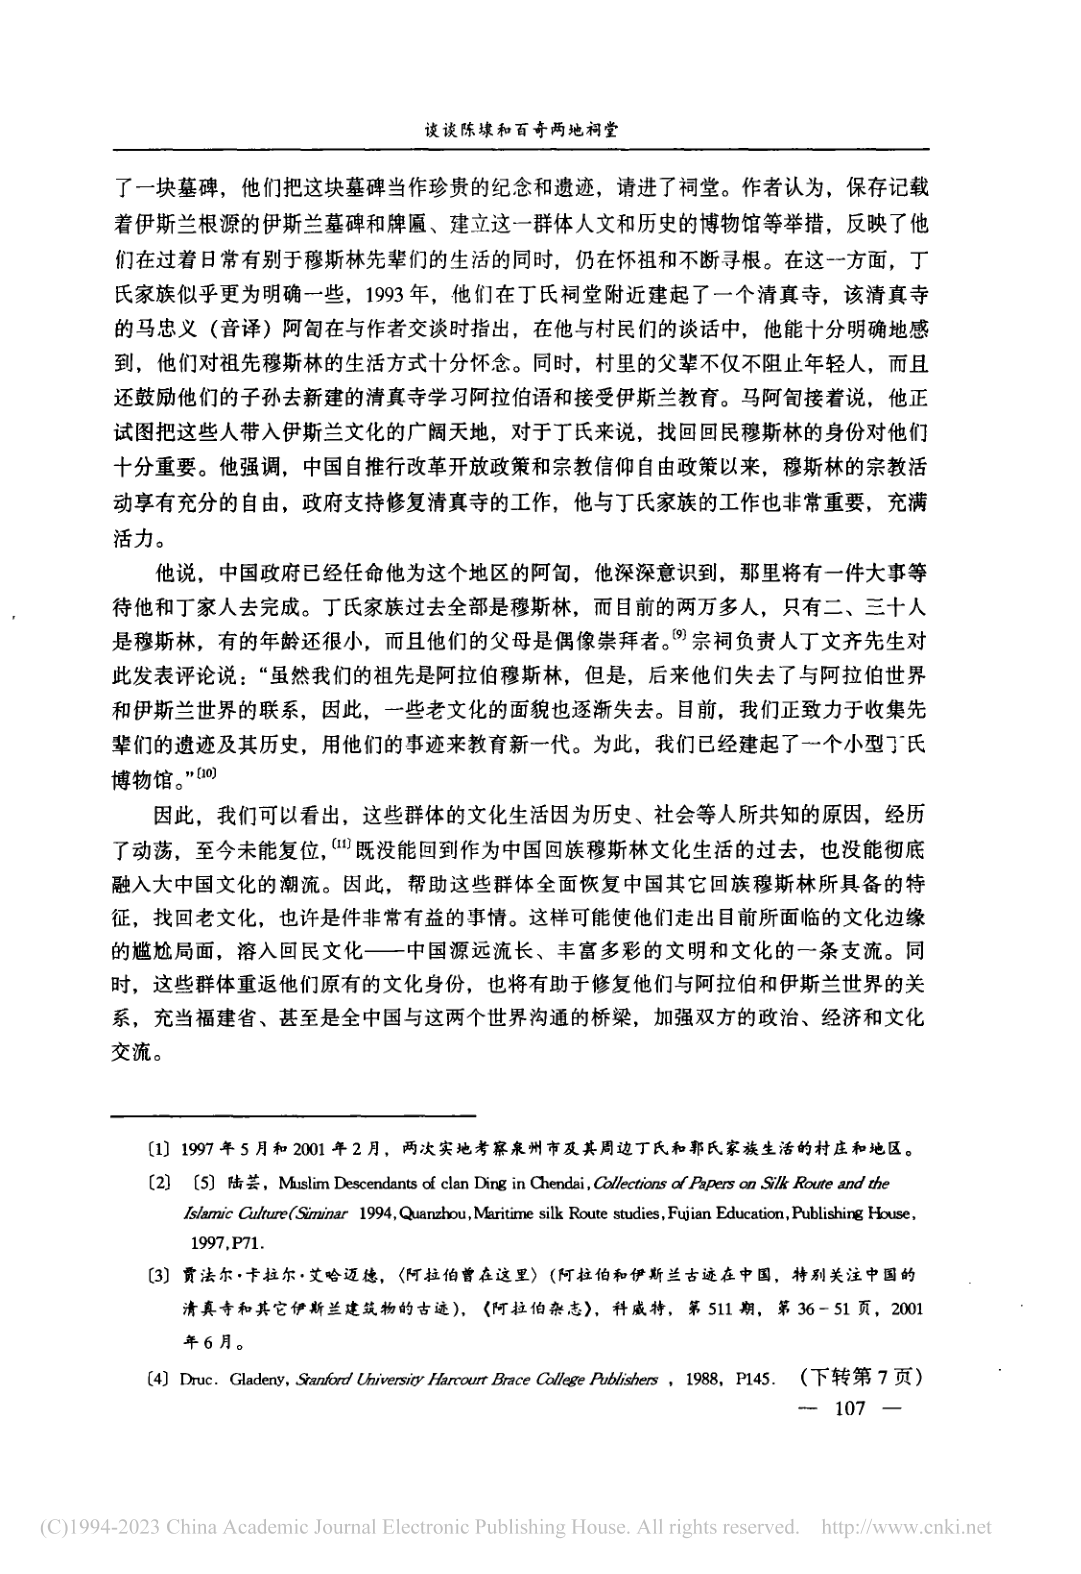 谈谈陈埭和百奇两地祠堂
了一块墓碑，他们把这块墓碑当作珍贵的纪念和遗迹，请进了祠堂。作者认为，保存记载
着伊斯兰根源的伊斯兰墓碑和牌匾、建立这一群体人文和历史的博物馆等举措，反映了他
们在过着日常有别于穆斯林先辈们的生活的同时，仍在怀祖和不断寻根。在这一方面，丁
氏家族似乎更为明确一些，1993 年，他们在丁氏祠堂附近建起了一个清真寺，该清真寺
的马忠义（音译）阿訇在与作者交谈时指出，在他与村民们的谈话中，他能十分明确地感
到，他们对祖先穆斯林的生活方式十分怀念。同时，村里的父辈不仅不阻止年轻人，而且
还鼓励他们的子孙去新建的清真寺学习阿拉伯语和接受伊斯兰教育。马阿訇接着说，他正
试图把这些人带入伊斯兰文化的广阔天地，对于丁氏来说，找回回民穆斯林的身份对他们
十分重要。他强调，中国自推行改革开放政策和宗教信仰自由政策以来，穆斯林的宗教活
动享有充分的自由，政府支持修复清真寺的工作，他与丁氏家族的工作也非常重要，充满
活力。
他说，中国政府已经任命他为这个地区的阿訇，他深深意识到，那里将有一件大事等
待他和丁家人去完成。丁氏家族过去全部是穆斯林，而目前的两万多人，只有二、三十人
是穆斯林，有的年龄还很小，而且他们的父母是偶像崇拜者。〔9〕宗祠负责人丁文齐先生对
此发表评论说：“虽然我们的祖先是阿拉伯穆斯林，但是，后来他们失去了与阿拉伯世界
和伊斯兰世界的联系，因此，一些老文化的面貌也逐渐失去。目前，我们正致力于收集先
辈们的遗迹及其历史，用他们的事迹来教育新一代。为此，我们已经建起了一个小型丁氏
博物馆。”〔10〕
因此，我们可以看出，这些群体的文化生活因为历史、社会等人所共知的原因，经历
了动荡，至今未能复位，〔11〕既没能回到作为中国回族穆斯林文化生活的过去，也没能彻底
融入大中国文化的潮流。因此，帮助这些群体全面恢复中国其它回族穆斯林所具备的特
征，找回老文化，也许是件非常有益的事情。这样可能使他们走出目前所面临的文化边缘
的尴尬局面，溶入回民文化——中国源远流长、丰富多彩的文明和文化的一条支流。同
时，这些群体重返他们原有的文化身份，也将有助于修复他们与阿拉伯和伊斯兰世界的关
系，充当福建省、甚至是全中国与这两个世界沟通的桥梁，加强双方的政治、经济和文化
交流。
〔1〕1997 年 5 月和 2001 年 2 月，两次实地考察泉州市及其周边丁氏和郭氏家族生活的村庄和地区。
〔2〕〔5〕陆芸，Muslim Descendants of clan Ding in Chendai, Collections of Papers on Silk Route and the
Islamic Culture(Siminar 1994, Quanzhou, Maritime silk Route studies, Fujian Education, Publishing House,
1997, P71.
〔3〕贾法尔·卡拉尔·艾哈迈德，〈阿拉伯曾在这里〉（阿拉伯和伊斯兰古迹在中国，特别关注中国的
清真寺和其它伊斯兰建筑物的古迹），《阿拉伯杂志》，科威特，第 511 期，第 36－51 页，2001
年 6 月。
〔4〕Druc. Gladeny, Stanford University Harcourt Brace College Publishers，1988，P145.（下转第 7 页）
— 107 —
(C)1994-2023 China Academic Journal Electronic Publishing House. All rights reserved. http://www.cnki.net